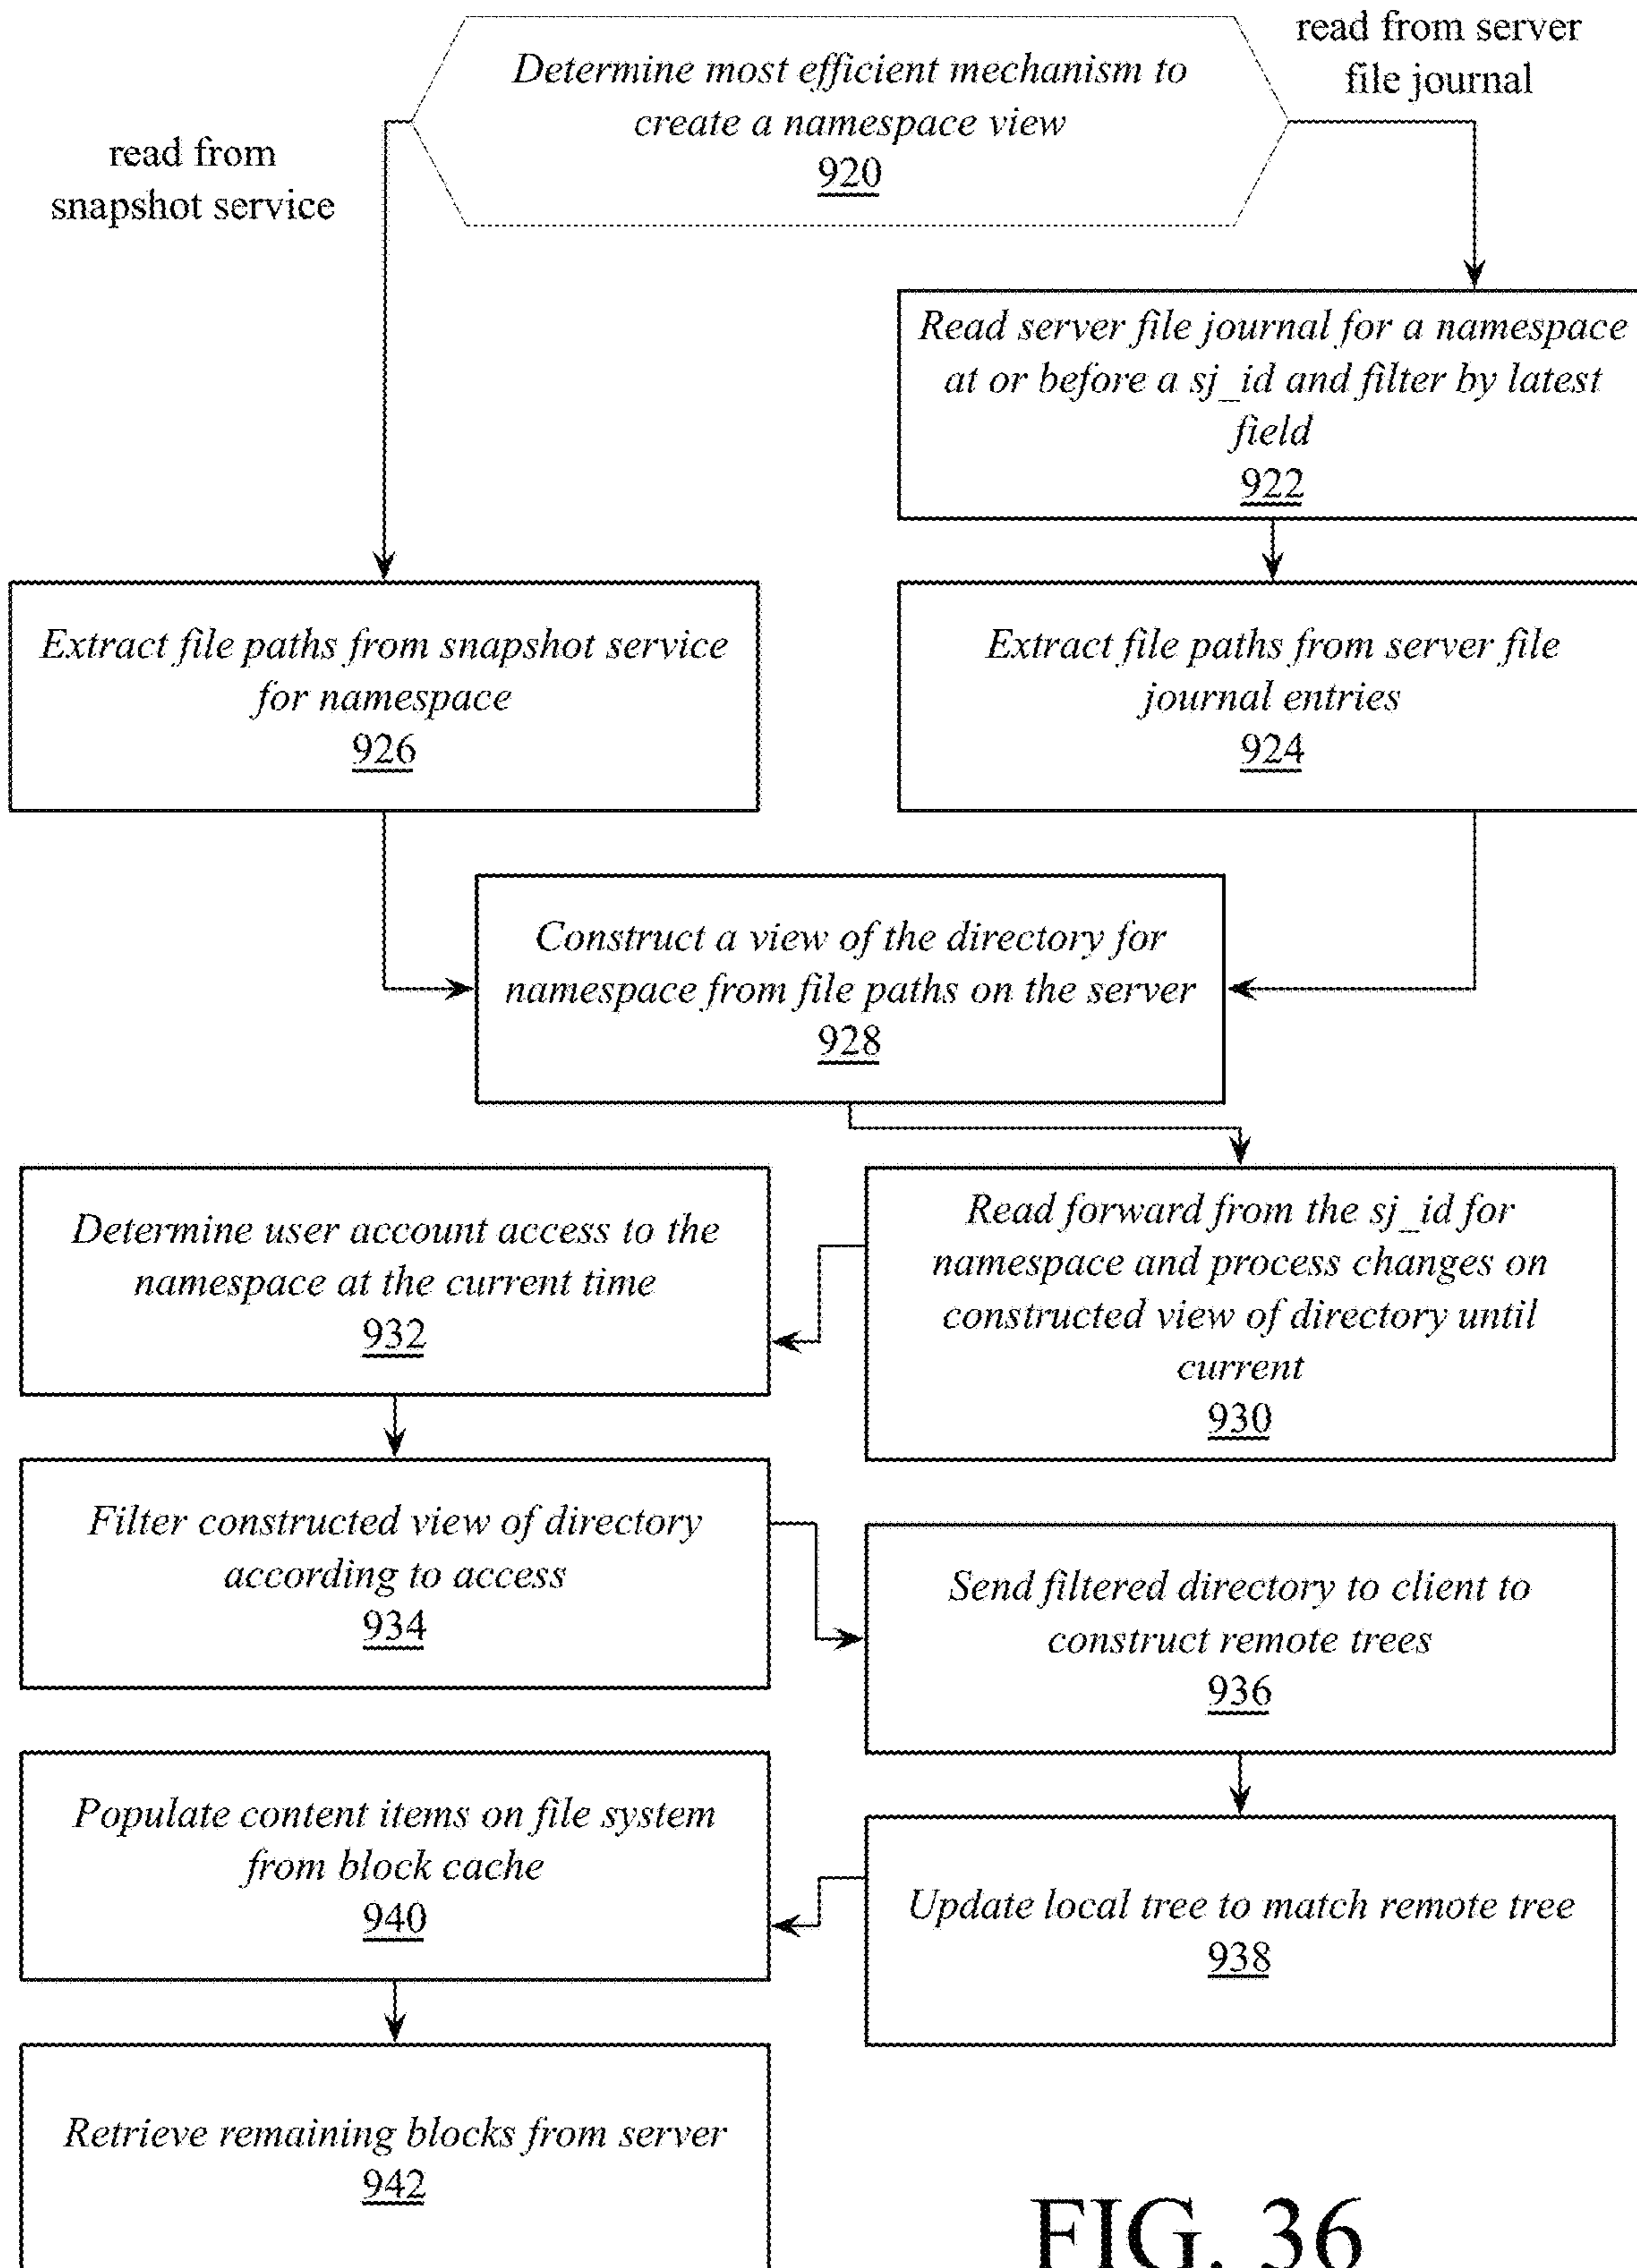 read from server
file journal
Determine most efficient mechanism to
create a namespace view
920
read from
snapshot service
Read server file journal for a namespace
at or before a sj_id and filter by latest
field
922
Extract file paths from snapshot service
for namespace
926
Extract file paths from server file
journal entries
924
Construct a view of the directory for
namespace from file paths on the server
928
Read forward from the sj_id for
namespace and process changes on
constructed view of directory until
current
930
Determine user account access to the
namespace at the current time
932
Filter constructed view of directory
according to access
934
Send filtered directory to client to
construct remote trees
936
Update local tree to match remote tree
938
Populate content items on file system
from block cache
940
Retrieve remaining blocks from server
942
FIG. 36